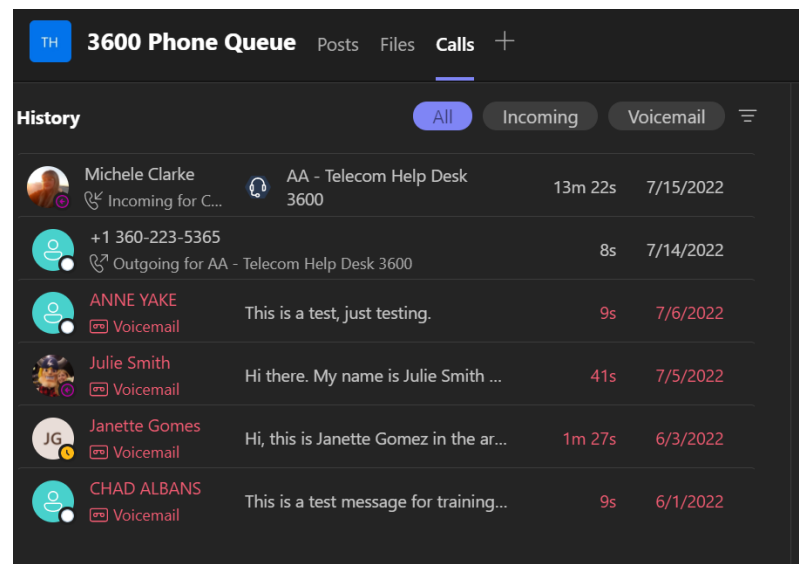 TH 3600 Phone Queue Posts Files Calls
History All Incoming Voicemail
Michele Clarke
Incoming for C...
AA - Telecom Help Desk
3600
13m 22s 7/15/2022
+1 360-223-5365
Outgoing for AA - Telecom Help Desk 3600
8s 7/14/2022
ANNE YAKE
Voicemail
This is a test, just testing.
9s 7/6/2022
Julie Smith
Voicemail
Hi there. My name is Julie Smith ...
41s 7/5/2022
JG
Janette Gomes
Voicemail
Hi, this is Janette Gomez in the ar...
1m 27s 6/3/2022
CHAD ALBANS
Voicemail
This is a test message for training...
9s 6/1/2022